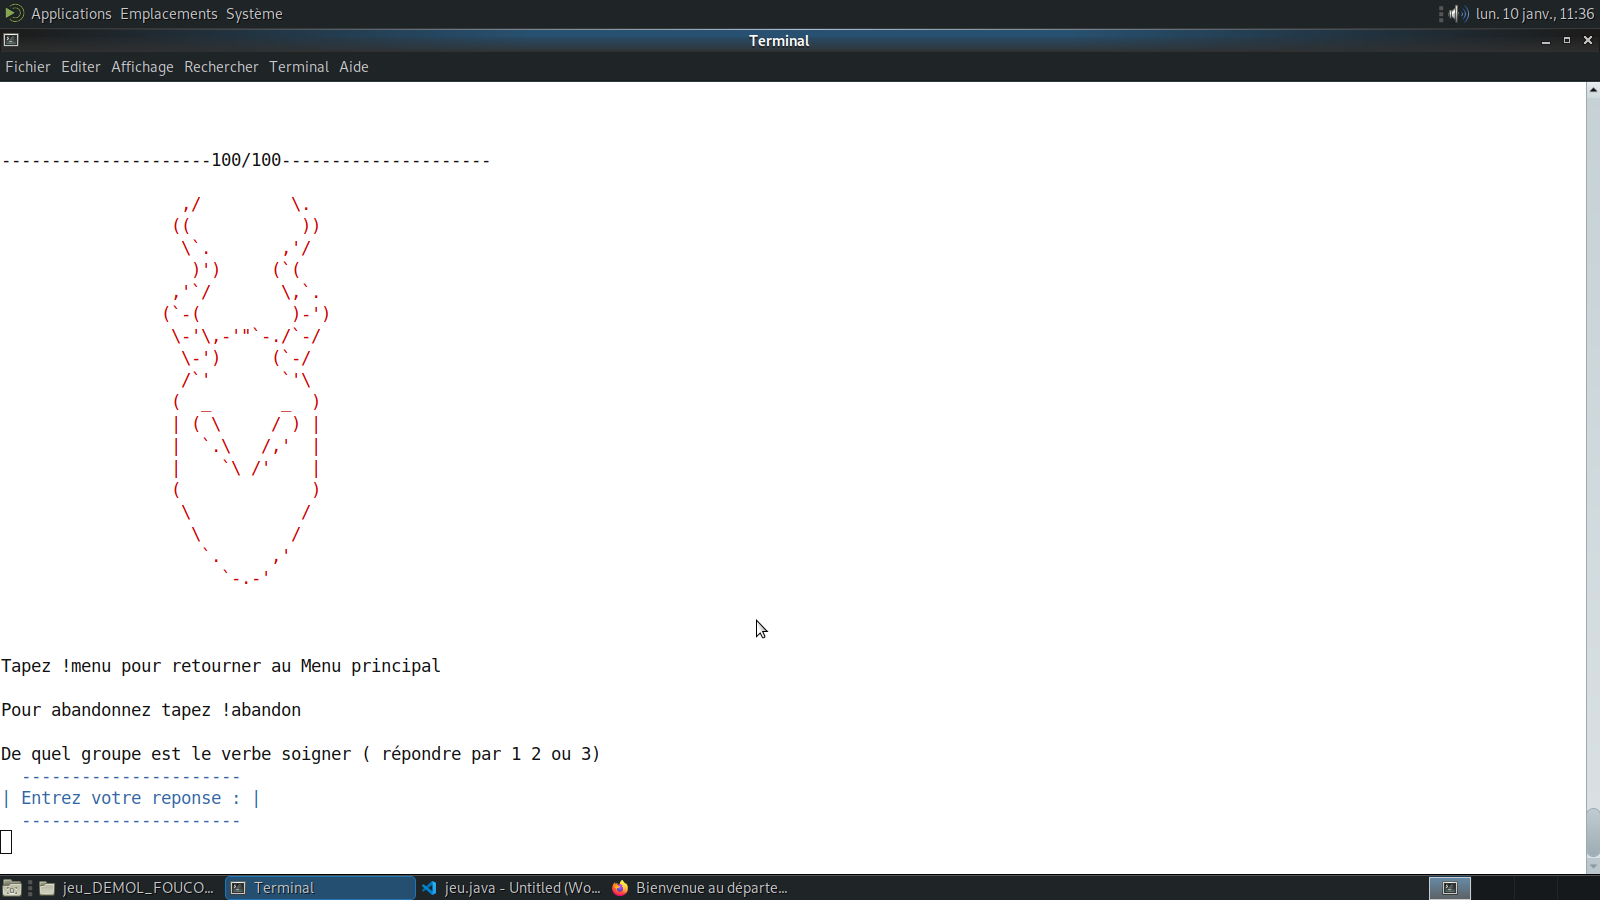 Applications Emplacements Système
lun. 10 janv., 11:36
Terminal
Fichier Editer Affichage Rechercher Terminal Aide
---------------------100/100---------------------
Tapez !menu pour retourner au Menu principal
Pour abandonnez tapez !abandon
De quel groupe est le verbe soigner ( répondre par 1 2 ou 3)
----------------------
| Entrez votre reponse : |
----------------------
jeu_DEMOL_FOUCO... Terminal jeu.java - Untitled (Wo... Bienvenue au départe...